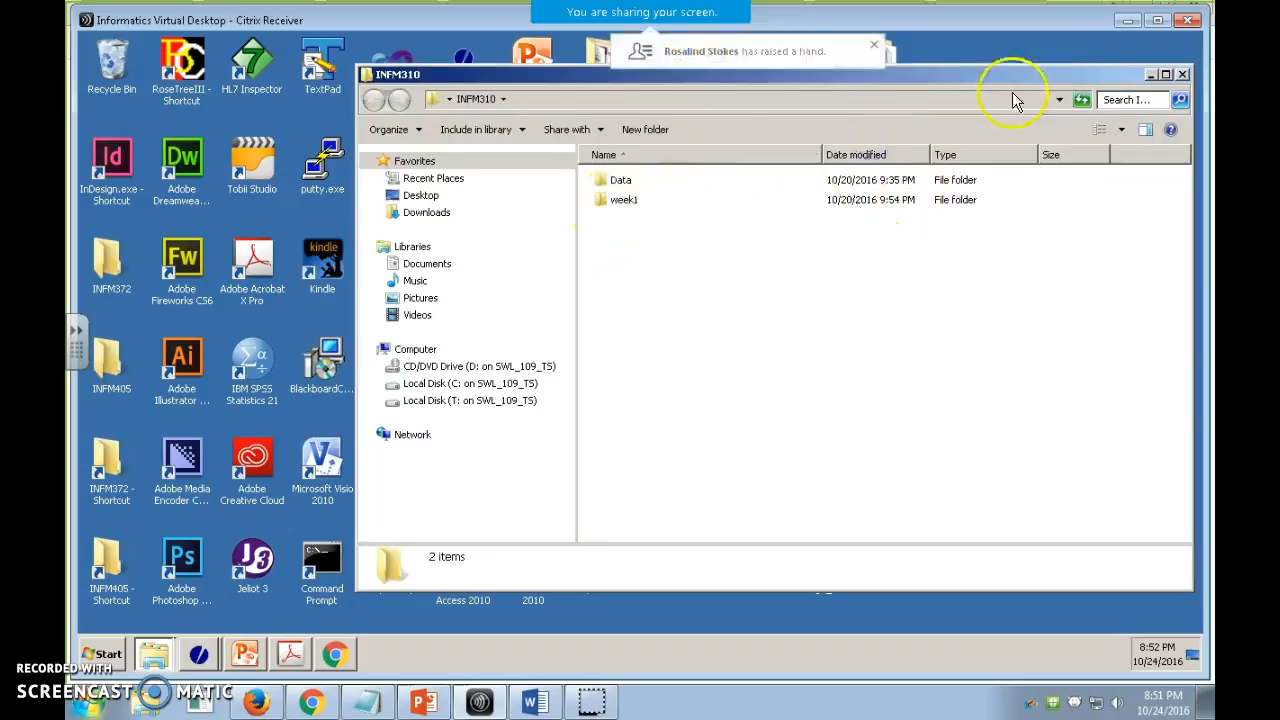 You are sharing your screen.
Informatics Virtual Desktop - Citrix Receiver
Rosalind Stokes has raised a hand.
INFM310
INFM310
Search I...
Organize
Include in library
Share with
New folder
Name
Date modified
Type
Size
Data
10/20/2016 9:35 PM
File folder
week1
10/20/2016 9:54 PM
File folder
Favorites
Recent Places
Desktop
Downloads
Libraries
Documents
Music
Pictures
Videos
Computer
CD/DVD Drive (D: on SWL_109_TS)
Local Disk (C: on SWL_109_TS)
Local Disk (T: on SWL_109_TS)
Network
2 items
Recycle Bin
RoseTreeIII -
Shortcut
HL7 Inspector
TextPad
InDesign.exe -
Shortcut
Adobe
Dreamwea...
Tobii Studio
putty.exe
INFM372
Adobe
Fireworks CS6
Adobe Acrobat
X Pro
kindle
Kindle
INFM405
Adobe
Illustrator ...
IBM SPSS
Statistics 21
BlackboardC...
INFM372 -
Shortcut
Adobe Media
Encoder C...
Adobe
Creative Cloud
Microsoft Visio
2010
INFM405 -
Shortcut
Adobe
Photoshop ...
Jeliot 3
Command
Prompt
Access 2010
2010
Start
8:52 PM
10/24/2016
RECORDED WITH
SCREENCAST MATIC
8:51 PM
10/24/2016